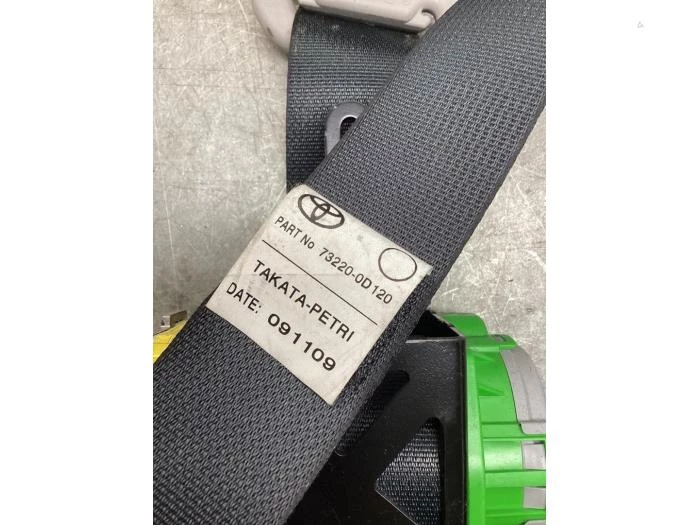 PART No 73220-0D120
TAKATA-PETRI
DATE: 091109